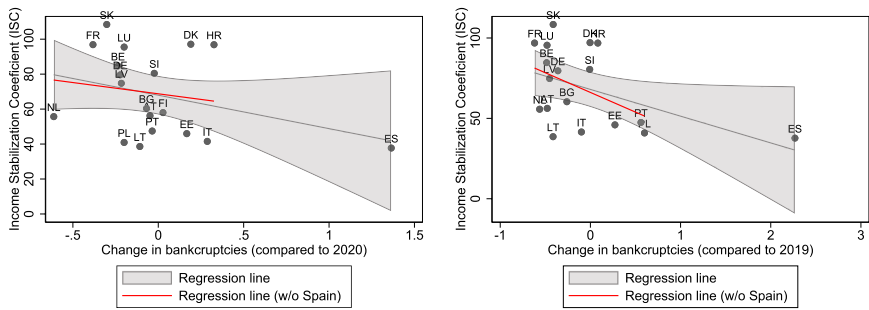 Income Stabilization Coeeficient (ISC)
100
80
60
40
20
0
SK
FR
LU
DK
HR
BE
DE
LV
SI
NL
BG
FI
PT
EE
PL
LT
IT
ES
-.5
0
.5
1
1.5
Change in bankcruptcies (compared to 2020)
Regression line
Regression line (w/o Spain)
Income Stabilization Coeeficient (ISC)
100
50
0
SK
FR
LU
DK
HR
BE
DE
LV
SI
NL
AT
BG
PT
EE
PL
LT
IT
ES
-1
0
1
2
3
Change in bankcruptcies (compared to 2019)
Regression line
Regression line (w/o Spain)